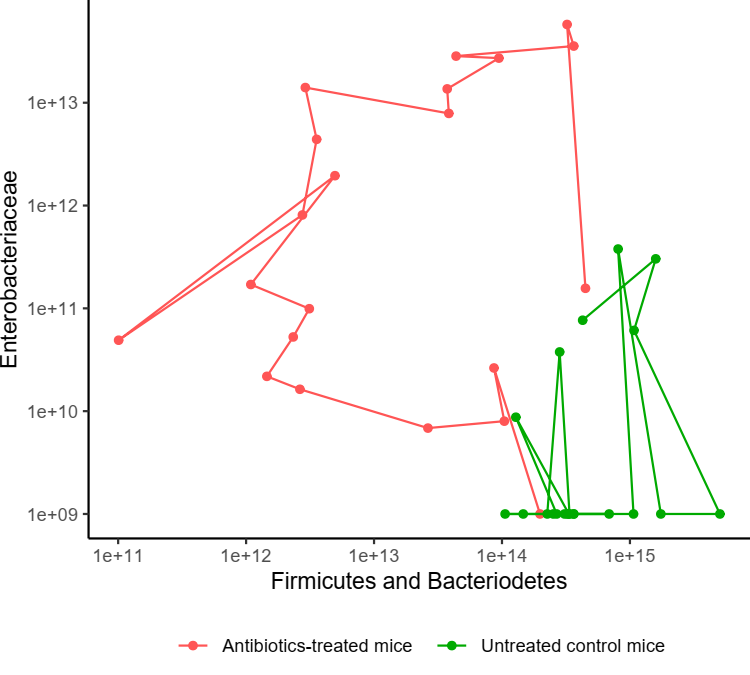 Enterobacteriaceae
1e+13
1e+12
1e+11
1e+10
1e+09
1e+11 1e+12 1e+13 1e+14 1e+15
Firmicutes and Bacteriodetes
Antibiotics-treated mice Untreated control mice